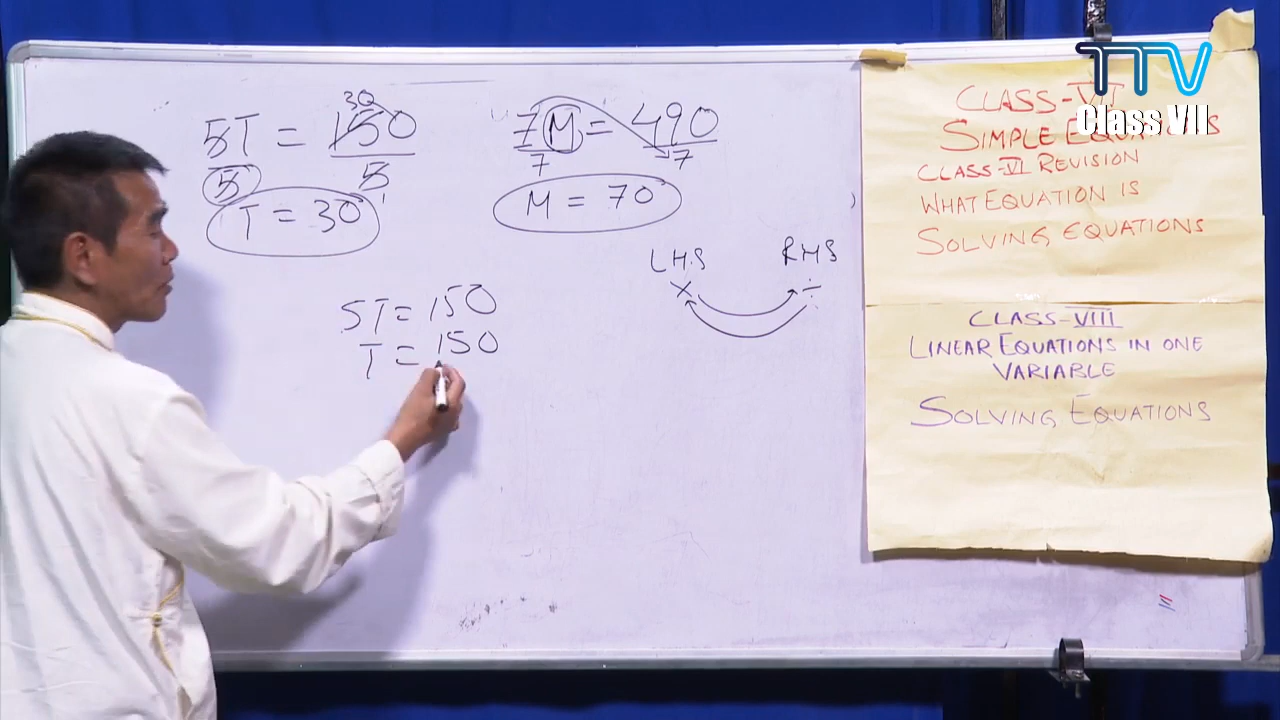 5T = 150
5
30
5
T = 30
7M = 490
7
7
M = 70
LHS RHS
× ÷
5T = 150
T = 150
TTV
Class VII
CLASS-VII
SIMPLE
CLASS-VI REVISION
WHAT EQUATION IS
SOLVING EQUATIONS
CLASS-VIII
LINEAR EQUATIONS IN ONE
VARIABLE
SOLVING EQUATIONS